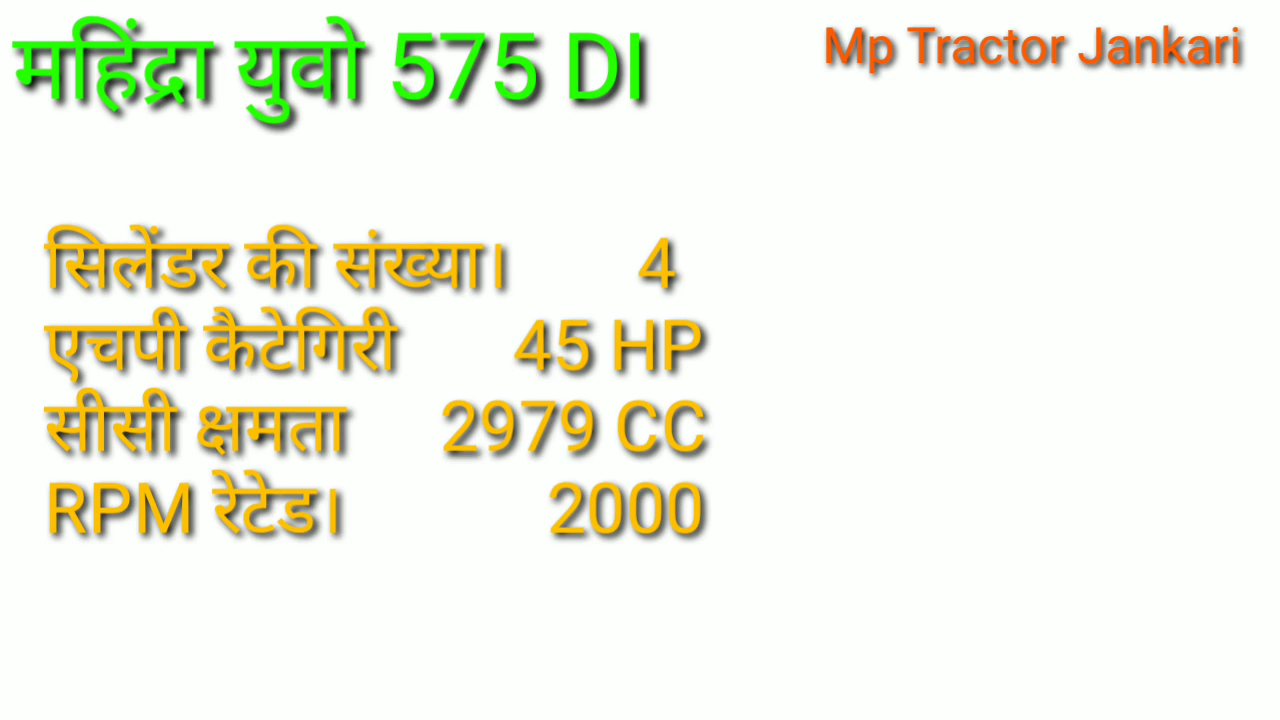 महिंद्रा युवो 575 DI
Mp Tractor Jankari
सिलेंडर की संख्या। 4
एचपी कैटेगिरी 45 HP
सीसी क्षमता 2979 CC
RPM रेटेड। 2000